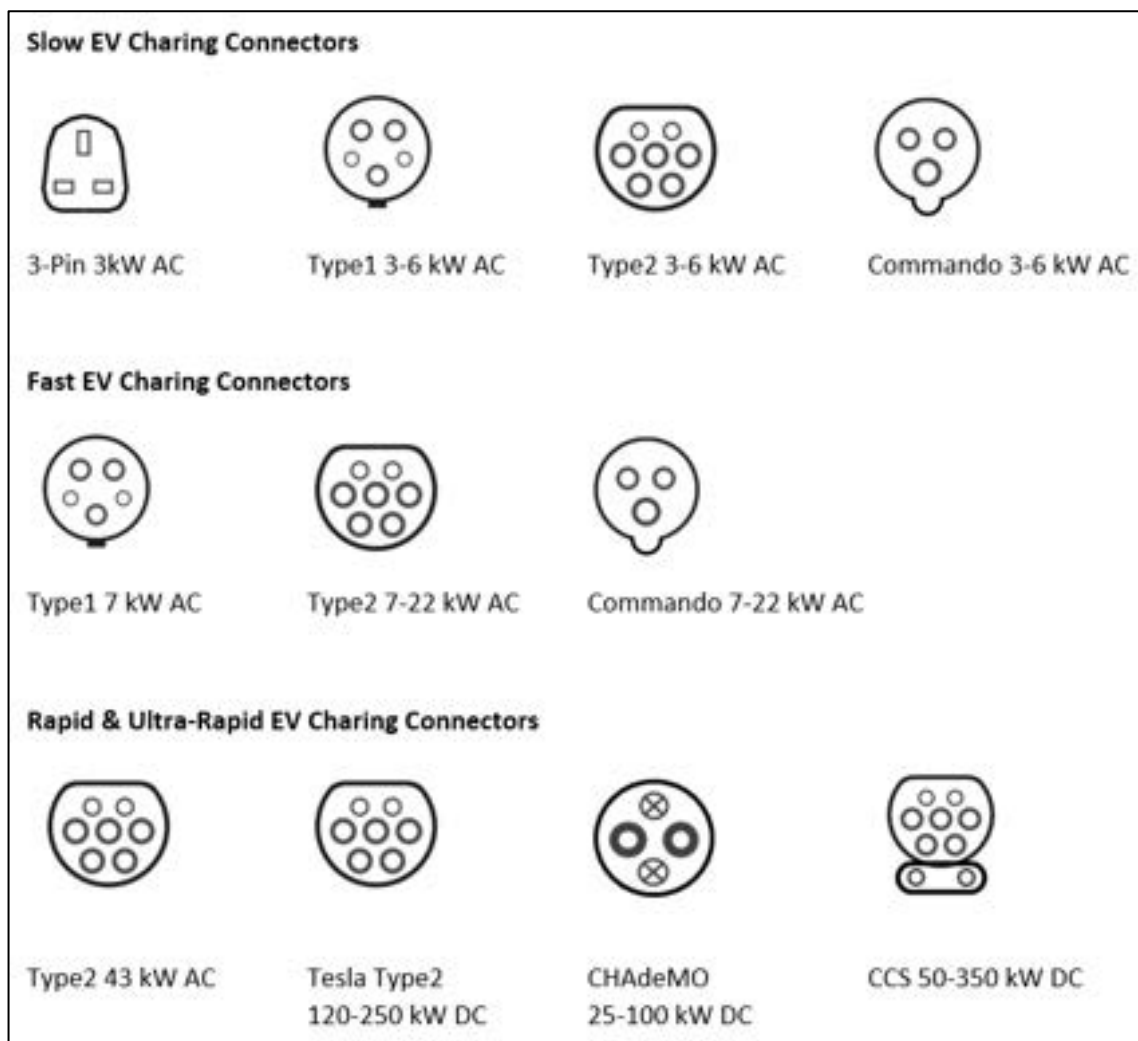 Slow EV Charing Connectors
3-Pin 3kW AC
Type1 3-6 kW AC
Type2 3-6 kW AC
Commando 3-6 kW AC
Fast EV Charing Connectors
Type1 7 kW AC
Type2 7-22 kW AC
Commando 7-22 kW AC
Rapid & Ultra-Rapid EV Charing Connectors
Type2 43 kW AC
Tesla Type2
120-250 kW DC
CHAdeMO
25-100 kW DC
CCS 50-350 kW DC